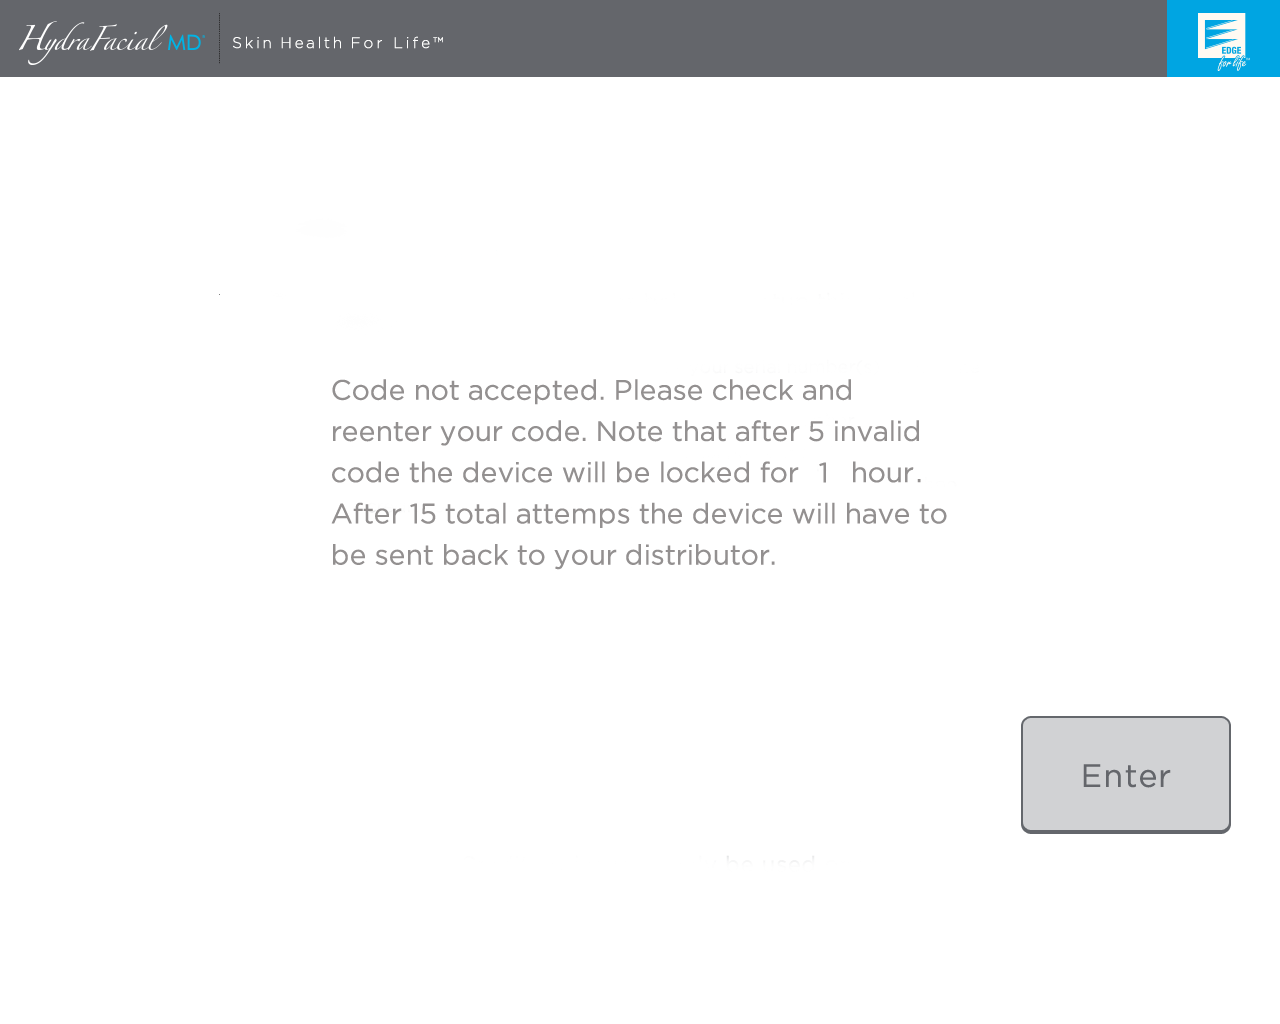 HydraFacial MD® Skin Health For Life™
EDGE
for life™
Code not accepted. Please check and
reenter your code. Note that after 5 invalid
code the device will be locked for 1 hour.
After 15 total attemps the device will have to
be sent back to your distributor.
Enter
be used